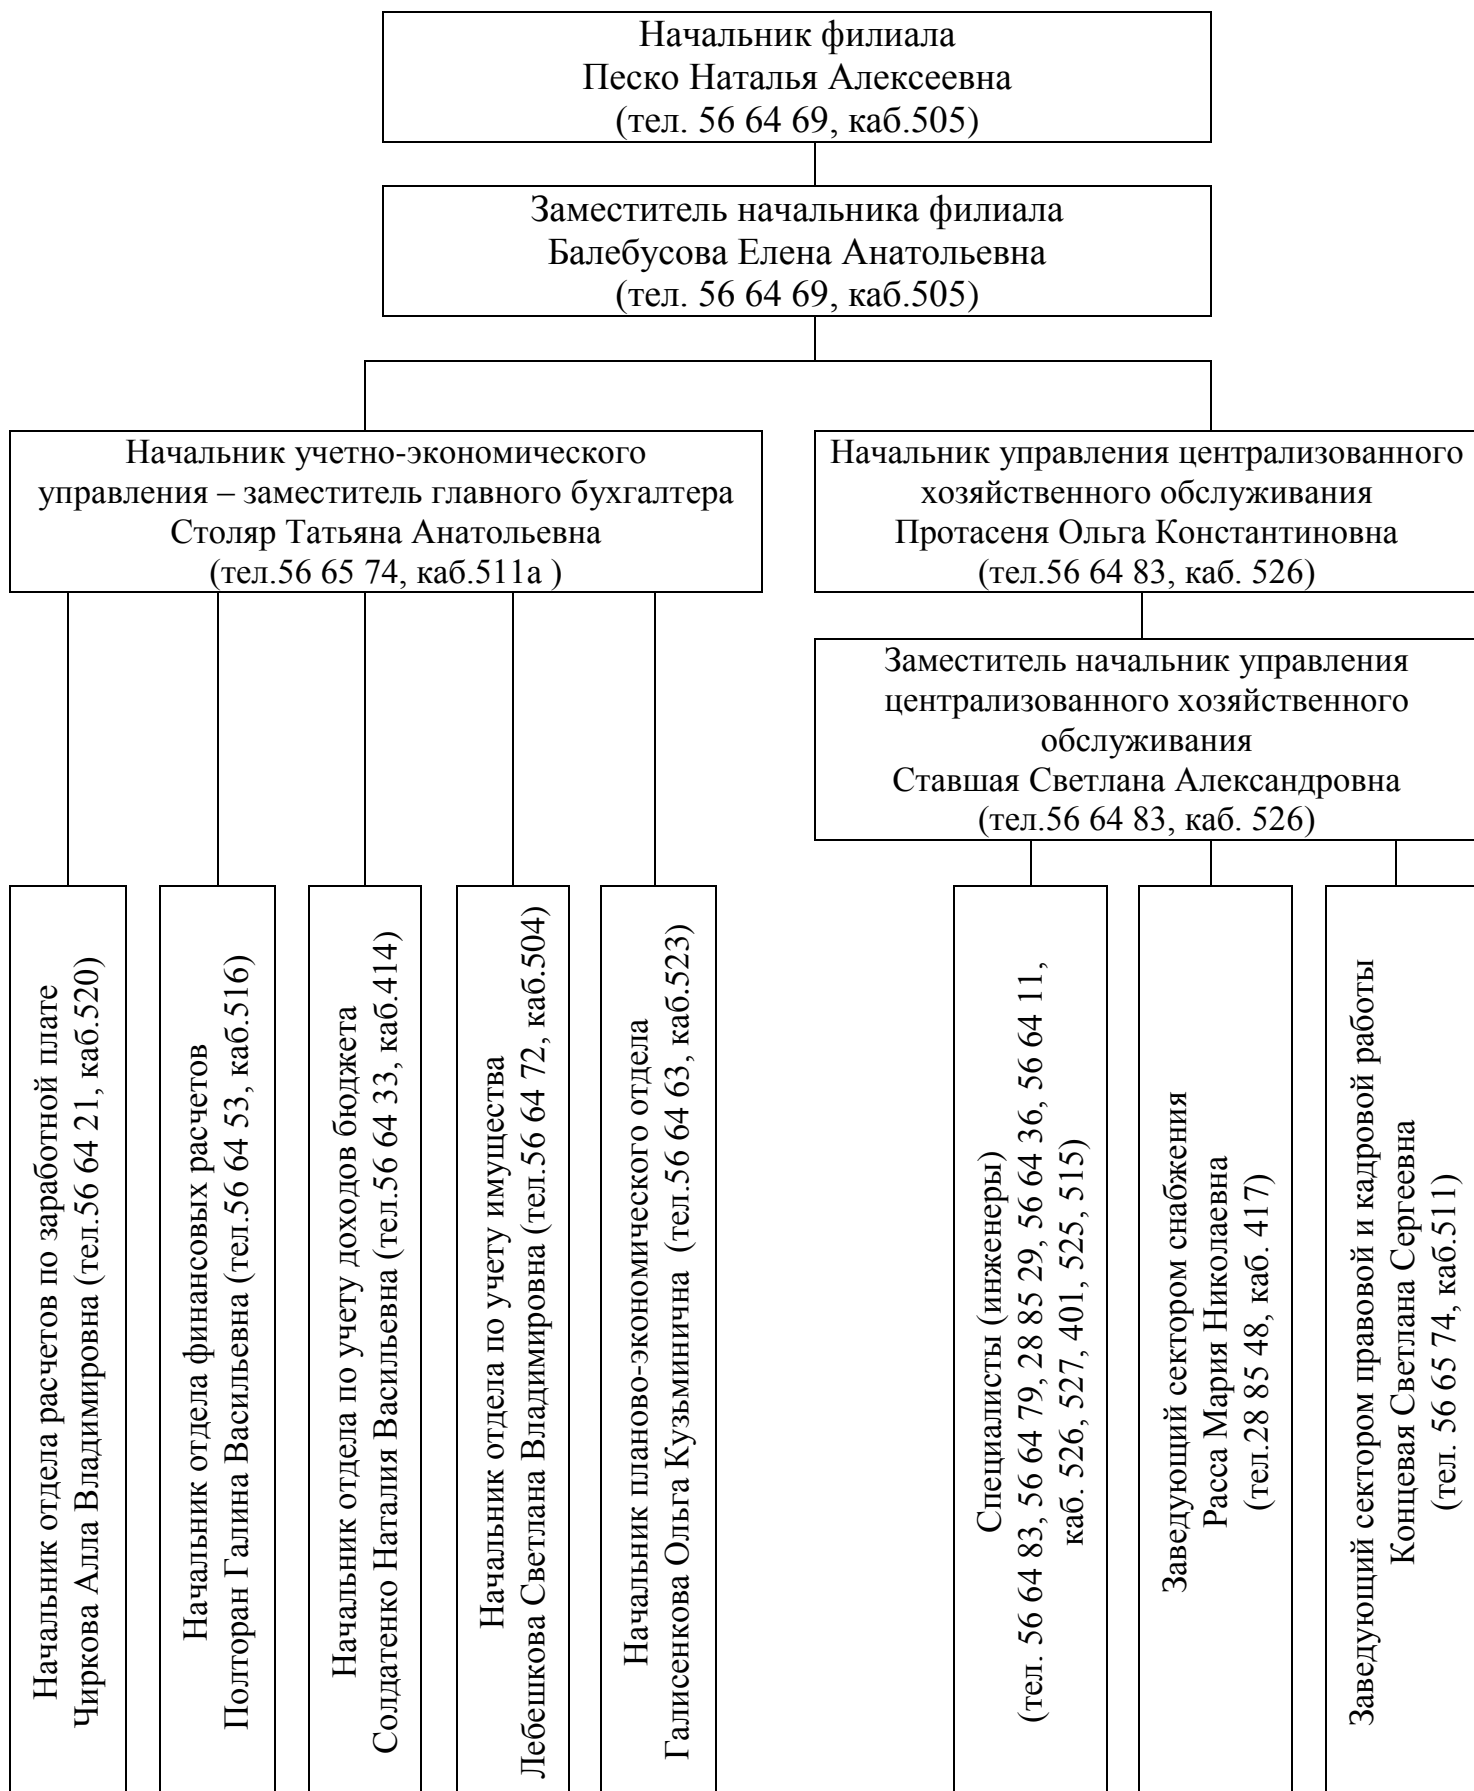 Начальник филиала
Песко Наталья Алексеевна
(тел. 56 64 69, каб.505)
Заместитель начальника филиала
Балебусова Елена Анатольевна
(тел. 56 64 69, каб.505)
Начальник учетно-экономического
управления – заместитель главного бухгалтера
Столяр Татьяна Анатольевна
(тел.56 65 74, каб.511а )
Начальник управления централизованного
хозяйственного обслуживания
Протасеня Ольга Константиновна
(тел.56 64 83, каб. 526)
Заместитель начальник управления
централизованного хозяйственного
обслуживания
Ставшая Светлана Александровна
(тел.56 64 83, каб. 526)
Начальник отдела расчетов по заработной плате
Чиркова Алла Владимировна (тел.56 64 21, каб.520)
Начальник отдела финансовых расчетов
Полторан Галина Васильевна (тел.56 64 53, каб.516)
Начальник отдела по учету доходов бюджета
Солдатенко Наталия Васильевна (тел.56 64 33, каб.414)
Начальник отдела по учету имущества
Лебешкова Светлана Владимировна (тел.56 64 72, каб.504)
Начальник планово-экономического отдела
Галисенкова Ольга Кузьминична (тел.56 64 63, каб.523)
Специалисты (инженеры)
(тел. 56 64 83, 56 64 79, 28 85 29, 56 64 36, 56 64 11,
каб. 526, 527, 401, 525, 515)
Заведующий сектором снабжения
Расса Мария Николаевна
(тел.28 85 48, каб. 417)
Заведующий сектором правовой и кадровой работы
Концевая Светлана Сергеевна
(тел. 56 65 74, каб.511)